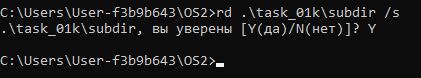 C:\Users\User-f3b9b643\OS2>rd .\task_01k\subdir /s
.\task_01k\subdir, вы уверены [Y(да)/N(нет)]? Y
C:\Users\User-f3b9b643\OS2>